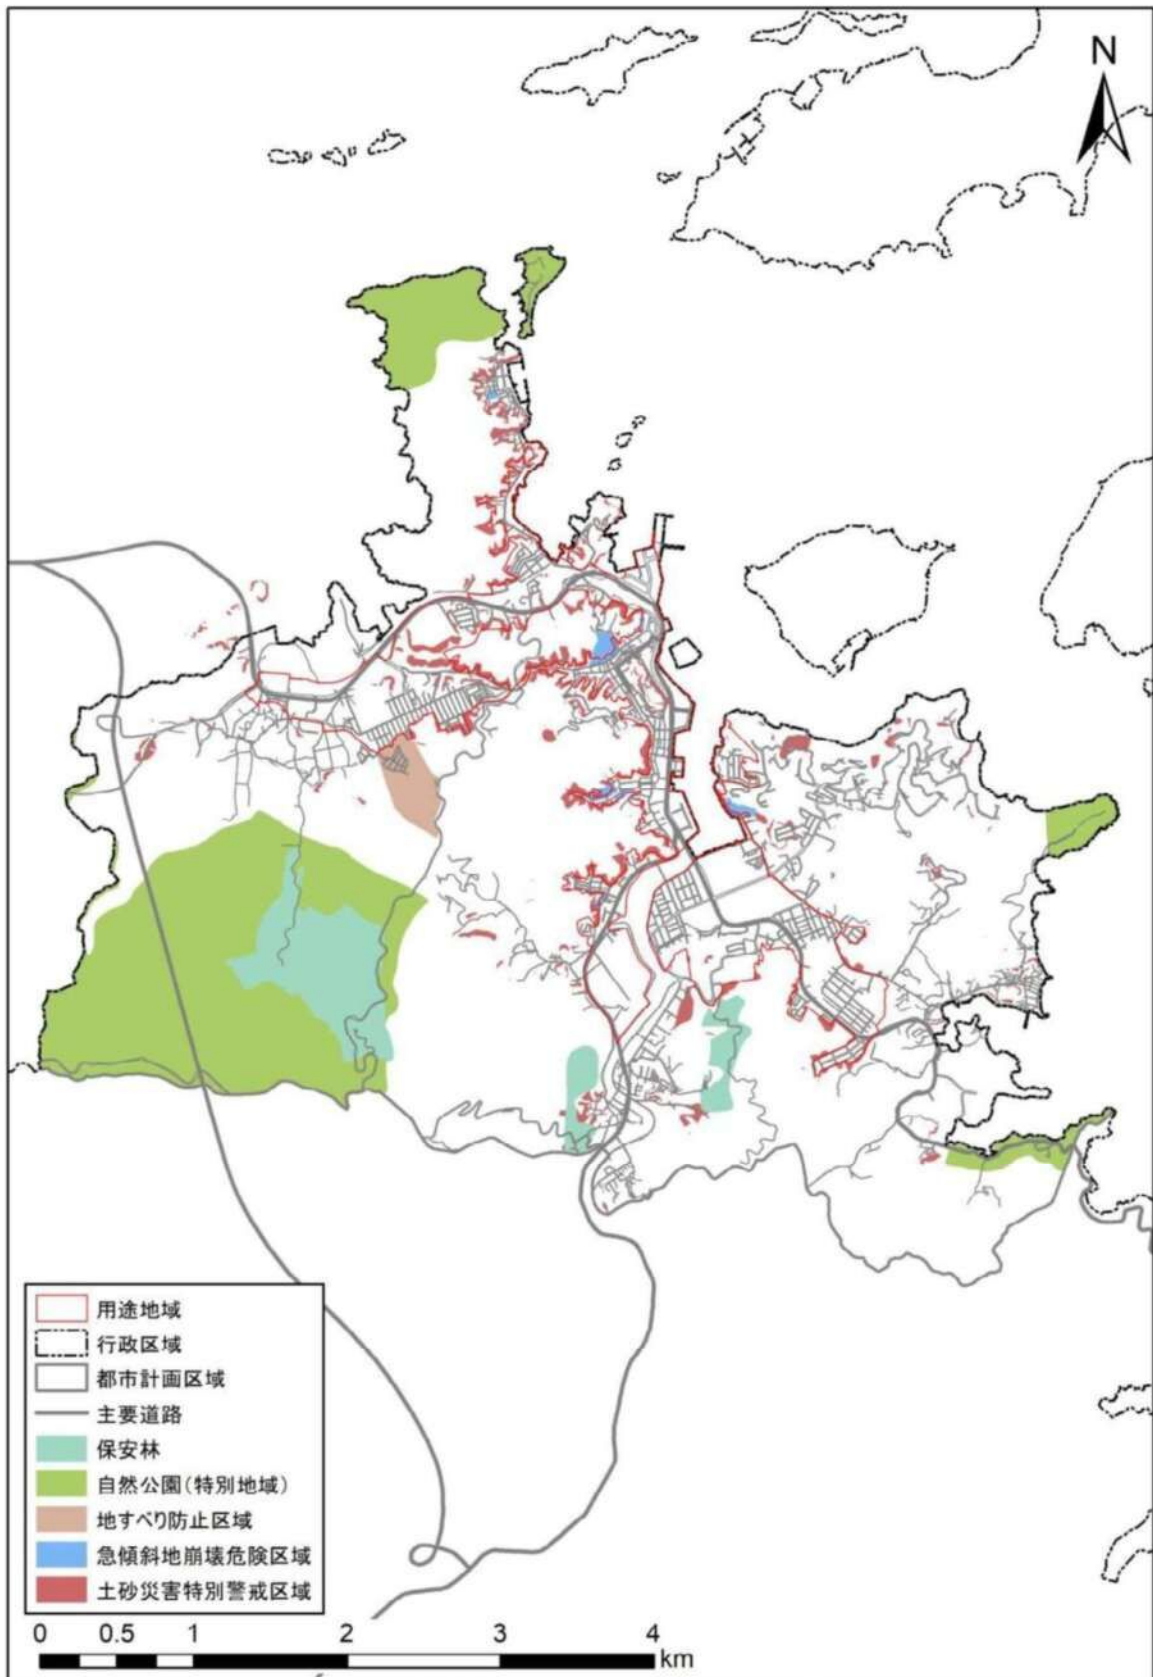 N
用途地域
行政区域
都市計画区域
主要道路
保安林
自然公園(特別地域)
地すべり防止区域
急傾斜地崩壊危険区域
土砂災害特別警戒区域
0 0.5 1 2 3 4
km